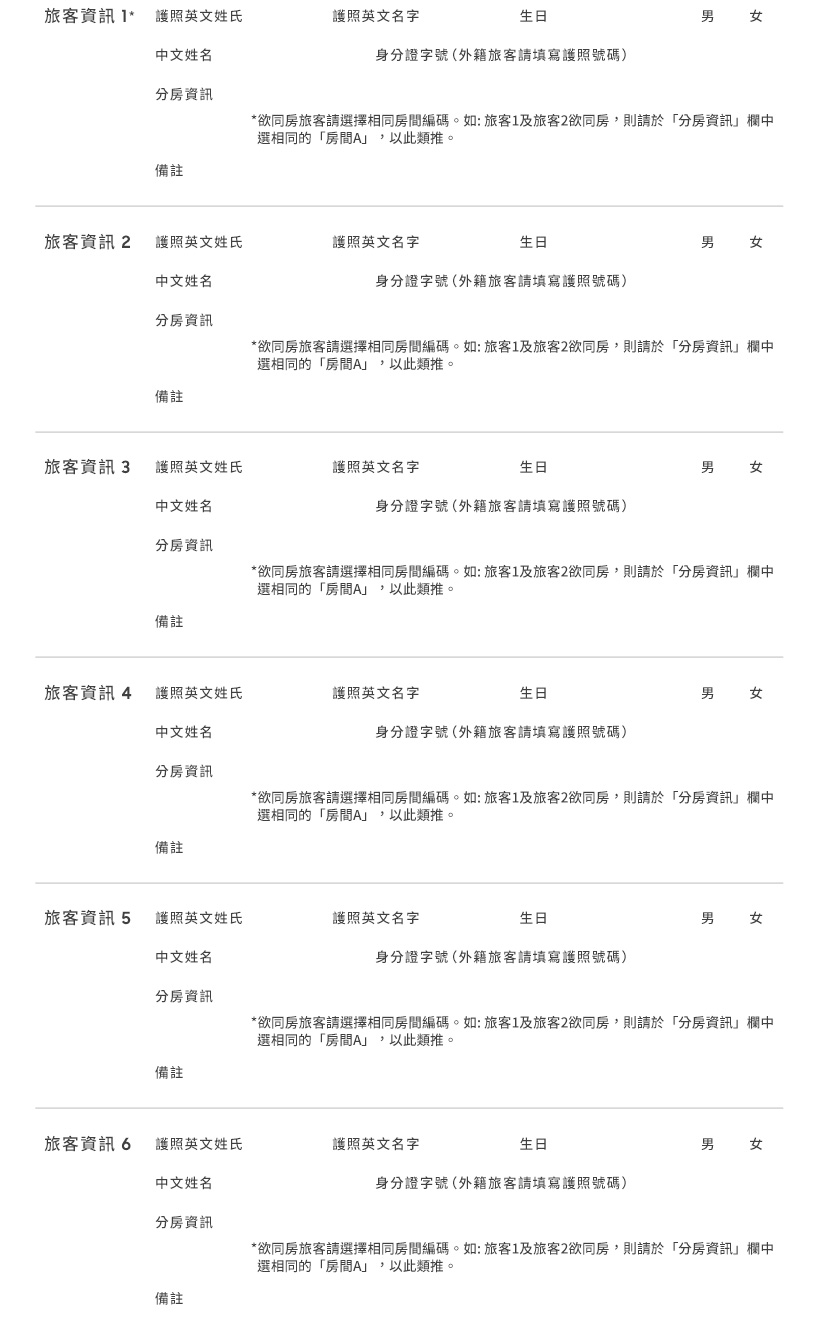 旅客資訊 1* 護照英文姓氏 護照英文名字 生日 男 女
中文姓名 身分證字號(外籍旅客請填寫護照號碼)
分房資訊
*欲同房旅客請選擇相同房間編碼。如: 旅客1及旅客2欲同房，則請於「分房資訊」欄中
選相同的「房間A」，以此類推。
備註
旅客資訊 2 護照英文姓氏 護照英文名字 生日 男 女
中文姓名 身分證字號(外籍旅客請填寫護照號碼)
分房資訊
*欲同房旅客請選擇相同房間編碼。如: 旅客1及旅客2欲同房，則請於「分房資訊」欄中
選相同的「房間A」，以此類推。
備註
旅客資訊 3 護照英文姓氏 護照英文名字 生日 男 女
中文姓名 身分證字號(外籍旅客請填寫護照號碼)
分房資訊
*欲同房旅客請選擇相同房間編碼。如: 旅客1及旅客2欲同房，則請於「分房資訊」欄中
選相同的「房間A」，以此類推。
備註
旅客資訊 4 護照英文姓氏 護照英文名字 生日 男 女
中文姓名 身分證字號(外籍旅客請填寫護照號碼)
分房資訊
*欲同房旅客請選擇相同房間編碼。如: 旅客1及旅客2欲同房，則請於「分房資訊」欄中
選相同的「房間A」，以此類推。
備註
旅客資訊 5 護照英文姓氏 護照英文名字 生日 男 女
中文姓名 身分證字號(外籍旅客請填寫護照號碼)
分房資訊
*欲同房旅客請選擇相同房間編碼。如: 旅客1及旅客2欲同房，則請於「分房資訊」欄中
選相同的「房間A」，以此類推。
備註
旅客資訊 6 護照英文姓氏 護照英文名字 生日 男 女
中文姓名 身分證字號(外籍旅客請填寫護照號碼)
分房資訊
*欲同房旅客請選擇相同房間編碼。如: 旅客1及旅客2欲同房，則請於「分房資訊」欄中
選相同的「房間A」，以此類推。
備註